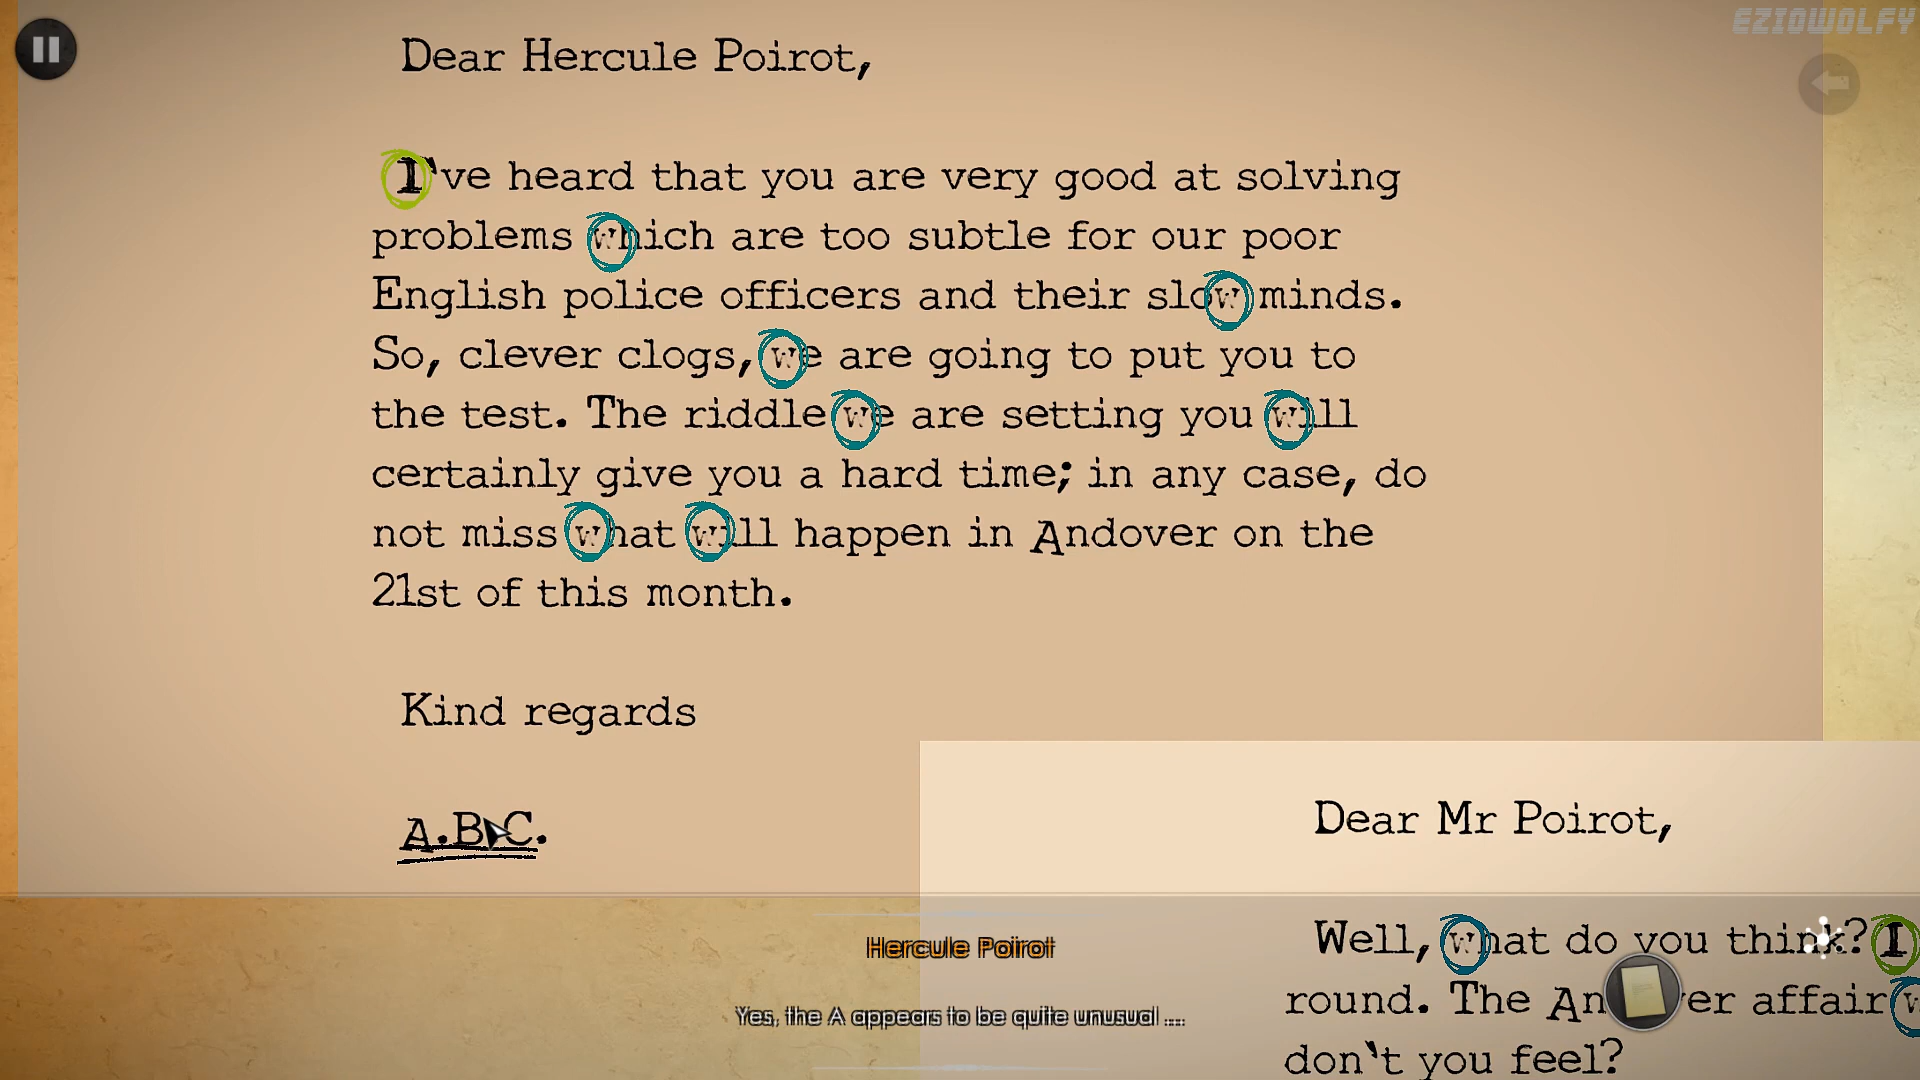 EZIOWOLFY
Dear Hercule Poirot,
I've heard that you are very good at solving
problems which are too subtle for our poor
English police officers and their slow minds.
So, clever clogs, we are going to put you to
the test. The riddle we are setting you will
certainly give you a hard time; in any case, do
not miss what will happen in Andover on the
21st of this month.
Kind regards
A.B.C.
Dear Mr Poirot,
Well, what do you think? I
round. The Andover affair
don't you feel?
Hercule Poirot
Yes, the A appears to be quite unusual ....